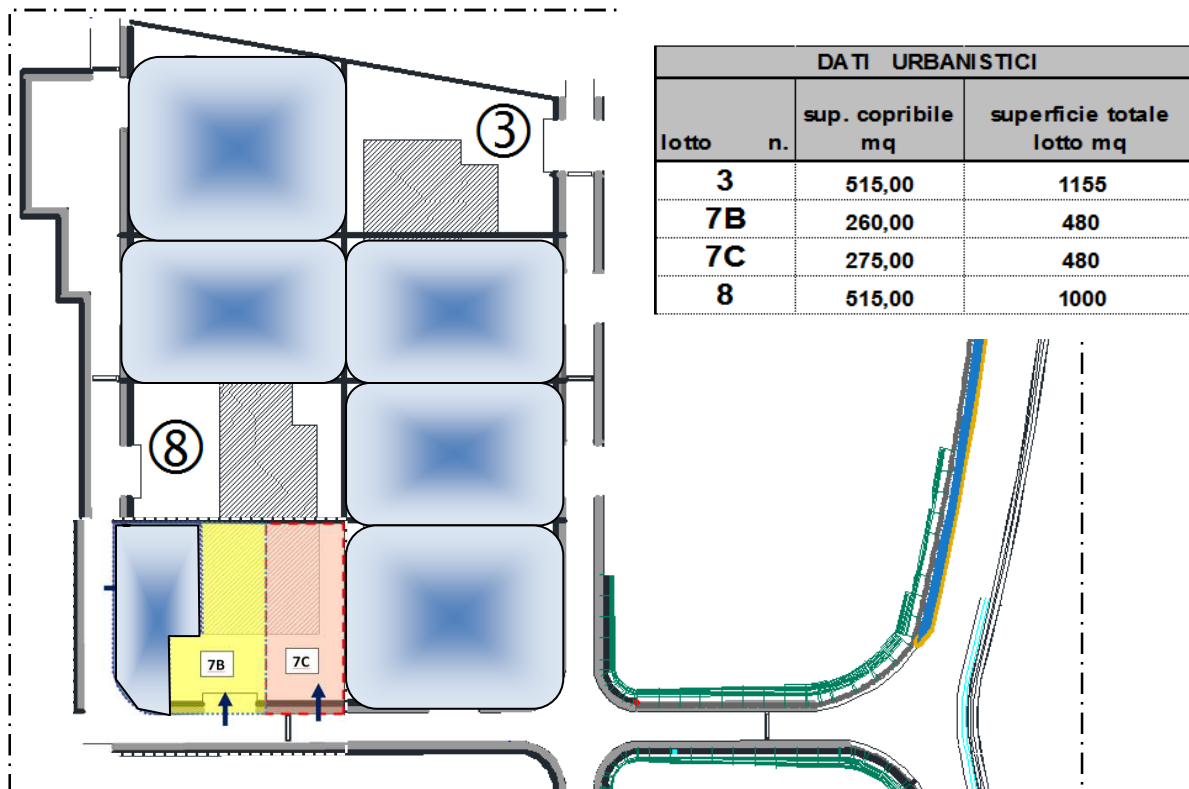 DATI URBANISTICI
lotto n. sup. copribile mq superficie totale lotto mq
3 515,00 1155
7B 260,00 480
7C 275,00 480
8 515,00 1000
3
8
7B
7C